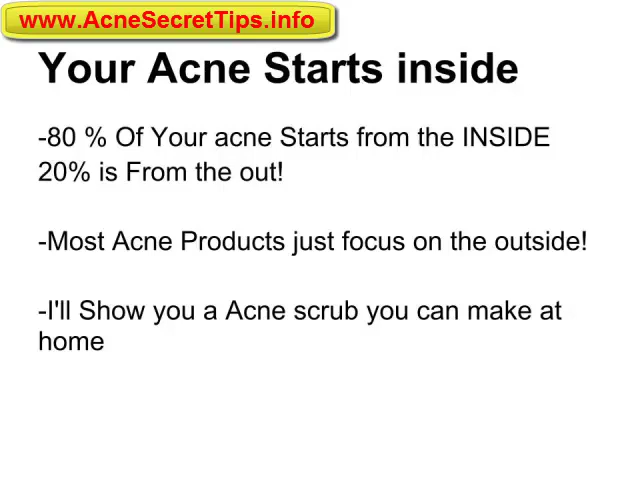 www.AcneSecretTips.info
Your Acne Starts inside
-80 % Of Your acne Starts from the INSIDE
20% is From the out!
-Most Acne Products just focus on the outside!
-I'll Show you a Acne scrub you can make at
home